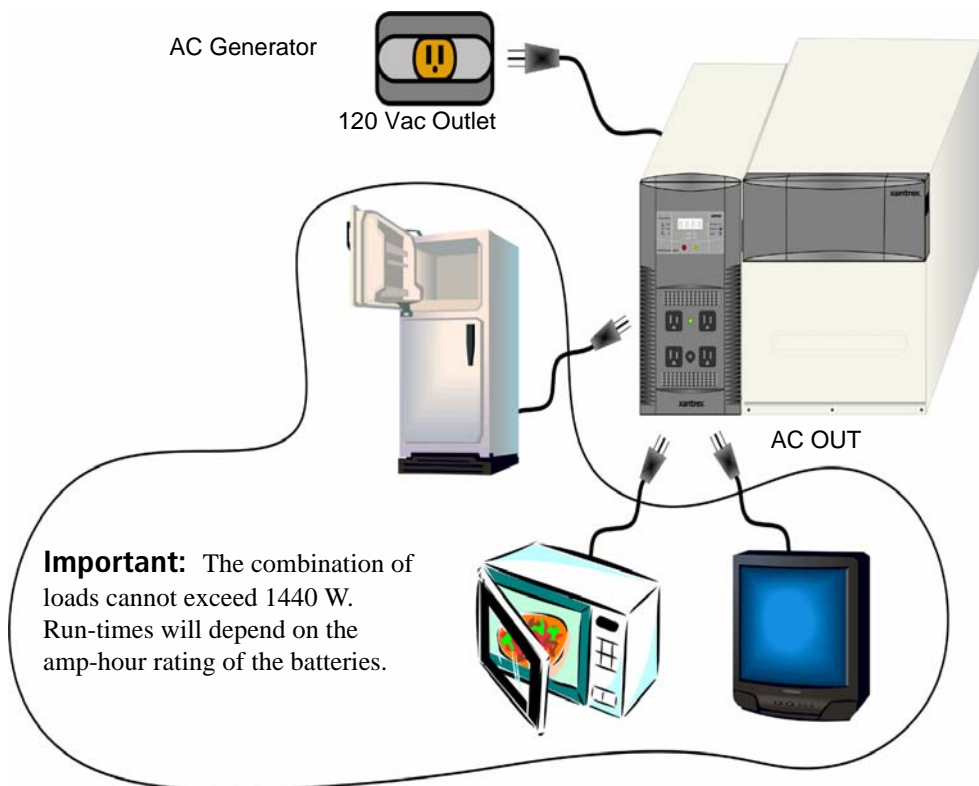 AC Generator
120 Vac Outlet
xantrex
xantrex
AC OUT
Important: The combination of
loads cannot exceed 1440 W.
Run-times will depend on the
amp-hour rating of the batteries.